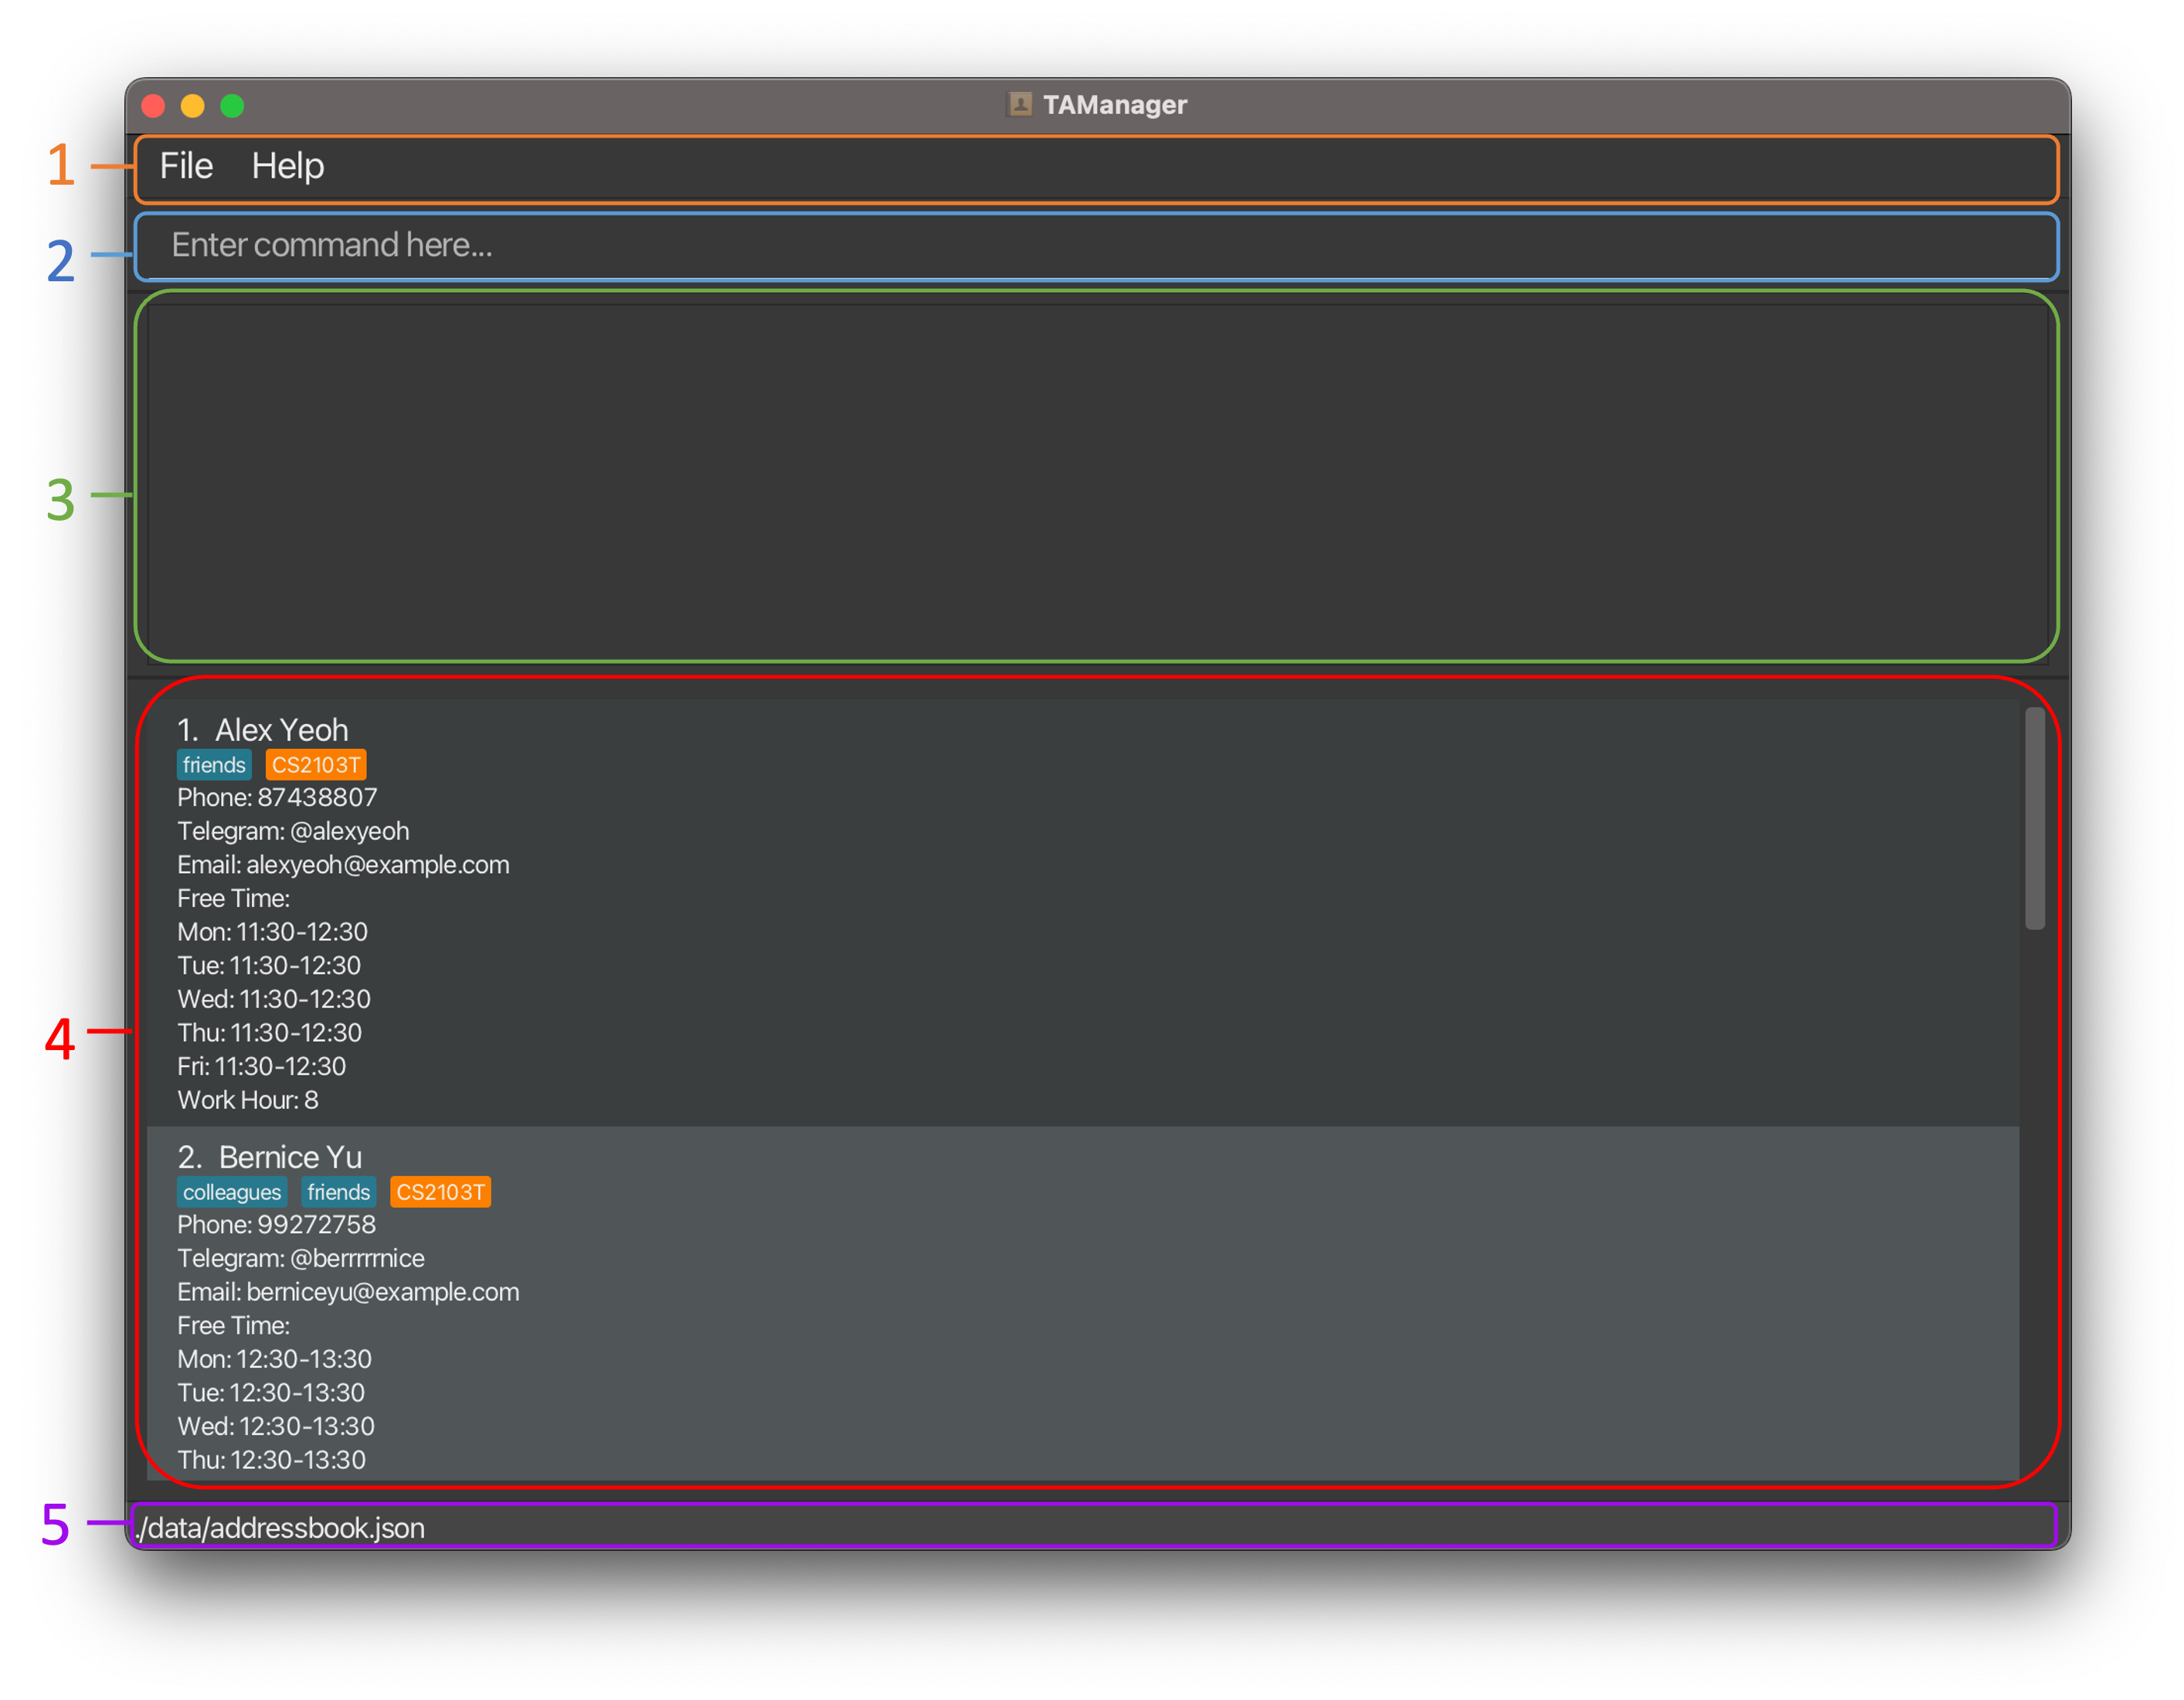 TAManager
1
File Help
2
Enter command here...
3
4
1. Alex Yeoh
friends CS2103T
Phone: 87438807
Telegram: @alexyeoh
Email: alexyeoh@example.com
Free Time:
Mon: 11:30-12:30
Tue: 11:30-12:30
Wed: 11:30-12:30
Thu: 11:30-12:30
Fri: 11:30-12:30
Work Hour: 8
2. Bernice Yu
colleagues friends CS2103T
Phone: 99272758
Telegram: @berrrrrnice
Email: berniceyu@example.com
Free Time:
Mon: 12:30-13:30
Tue: 12:30-13:30
Wed: 12:30-13:30
Thu: 12:30-13:30
5
./data/addressbook.json